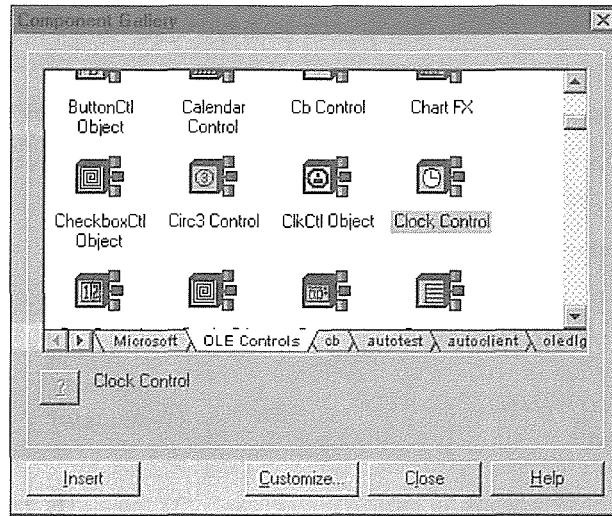 Component Gallery
ButtonCtl Object
Calendar Control
Cb Control
Chart FX
CheckboxCtl Object
Circ3 Control
ClkCtl Object
Clock Control
Microsoft OLE Controls cb autotest autoclient oledlg
? Clock Control
Insert Customize... Close Help